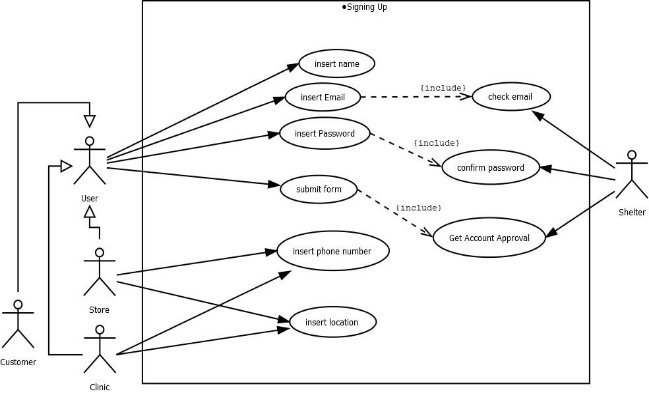 •Signing Up
insert name
insert Email
{include}
check email
insert Password
{include}
confirm password
User
submit form
{include}
Shelter
Get Account Approval
insert phone number
Store
insert location
Customer
Clinic